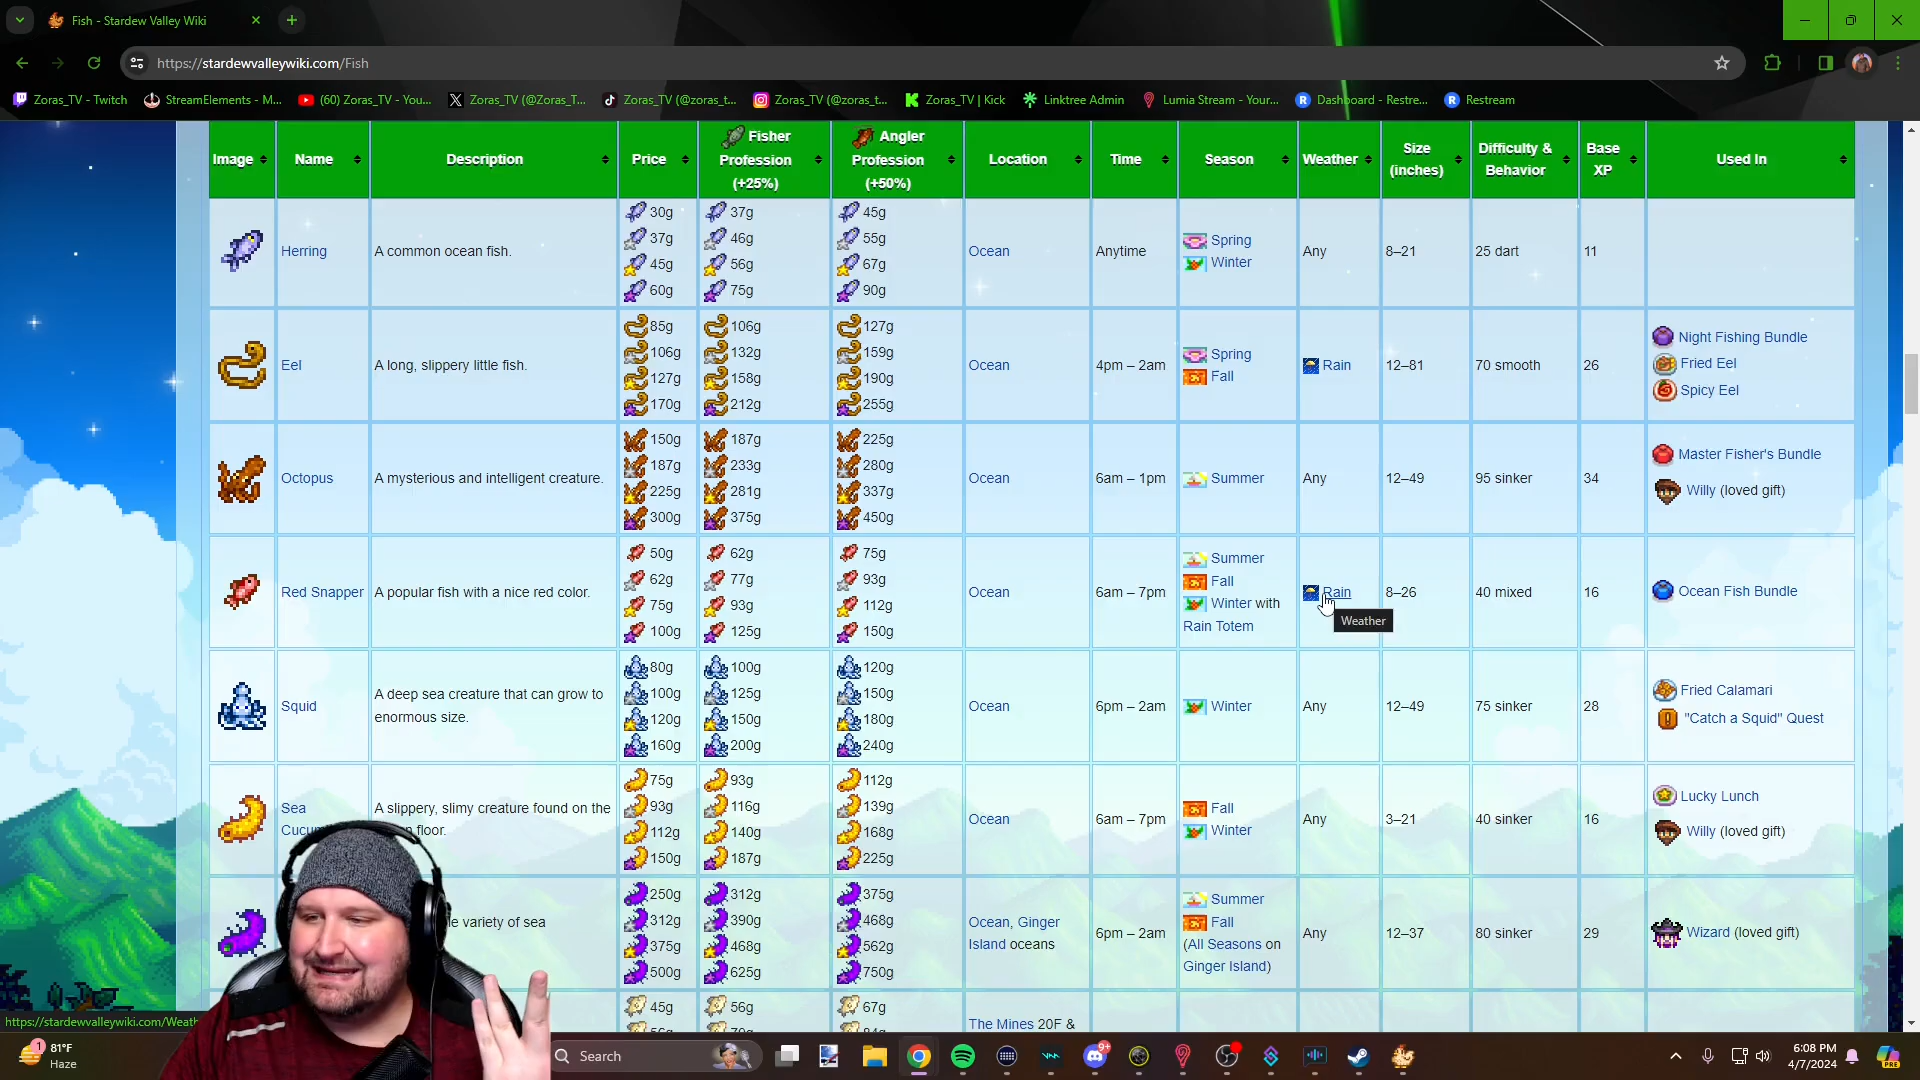 Fish - Stardew Valley Wiki
https://stardewvalleywiki.com/Fish
Zoras_TV - Twitch
StreamElements - M...
(60) Zoras_TV - You...
Zoras_TV (@Zoras_T...
Zoras_TV (@zoras_t...
Zoras_TV (@zoras_t...
Zoras_TV | Kick
Linktree Admin
Lumia Stream - Your...
Dashboard - Restre...
Restream
Image
Name
Description
Price
Fisher
Profession
(+25%)
Angler
Profession
(+50%)
Location
Time
Season
Weather
Size
(inches)
Difficulty &
Behavior
Base
XP
Used In
Herring
A common ocean fish.
30g
37g
45g
60g
37g
46g
56g
75g
45g
55g
67g
90g
Ocean
Anytime
Spring
Winter
Any
8–21
25 dart
11
Eel
A long, slippery little fish.
85g
106g
127g
170g
106g
132g
158g
212g
127g
159g
190g
255g
Ocean
4pm – 2am
Spring
Fall
Rain
12–81
70 smooth
26
Night Fishing Bundle
Fried Eel
Spicy Eel
Octopus
A mysterious and intelligent creature.
150g
187g
225g
300g
187g
233g
281g
375g
225g
280g
337g
450g
Ocean
6am – 1pm
Summer
Any
12–49
95 sinker
34
Master Fisher's Bundle
Willy (loved gift)
Red Snapper
A popular fish with a nice red color.
50g
62g
75g
100g
62g
77g
93g
125g
75g
93g
112g
150g
Ocean
6am – 7pm
Summer
Fall
Winter with
Rain Totem
Rain
Weather
8–26
40 mixed
16
Ocean Fish Bundle
Squid
A deep sea creature that can grow to
enormous size.
80g
100g
120g
160g
100g
125g
150g
200g
120g
150g
180g
240g
Ocean
6pm – 2am
Winter
Any
12–49
75 sinker
28
Fried Calamari
"Catch a Squid" Quest
Sea
A slippery, slimy creature found on the
floor.
75g
93g
112g
150g
93g
116g
140g
187g
112g
139g
168g
225g
Ocean
6am – 7pm
Fall
Winter
Any
3–21
40 sinker
16
Lucky Lunch
Willy (loved gift)
variety of sea
250g
312g
375g
500g
312g
390g
468g
625g
375g
468g
562g
750g
Ocean, Ginger
Island oceans
6pm – 2am
Summer
Fall
(All Seasons on
Ginger Island)
Any
12–37
80 sinker
29
Wizard (loved gift)
45g
56g
67g
The Mines 20F &
https://stardewvalleywiki.com/Weath
1
81°F
Haze
Search
9+
6:08 PM
4/7/2024
PRE